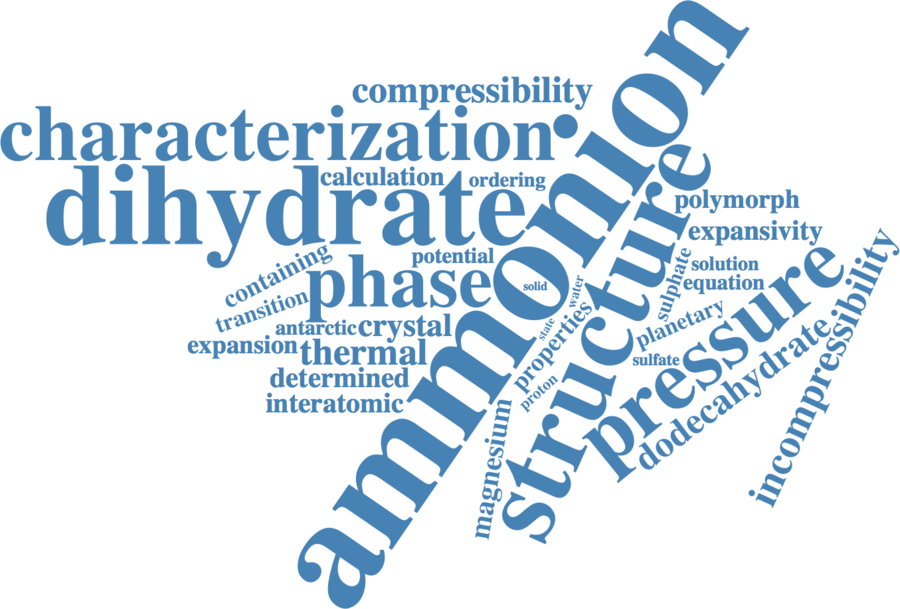 ammonion
compressibility
characterization
dihydrate
calculation
ordering
structure
polymorph
expansivity
containing
potential
phase
solid
water
sulphate
solution
equation
transition
antarctic
crystal
state
properties
planetary
pressure
incompressibility
expansion
thermal
sulfate
dodecahydrate
determined
proton
interatomic
magnesium